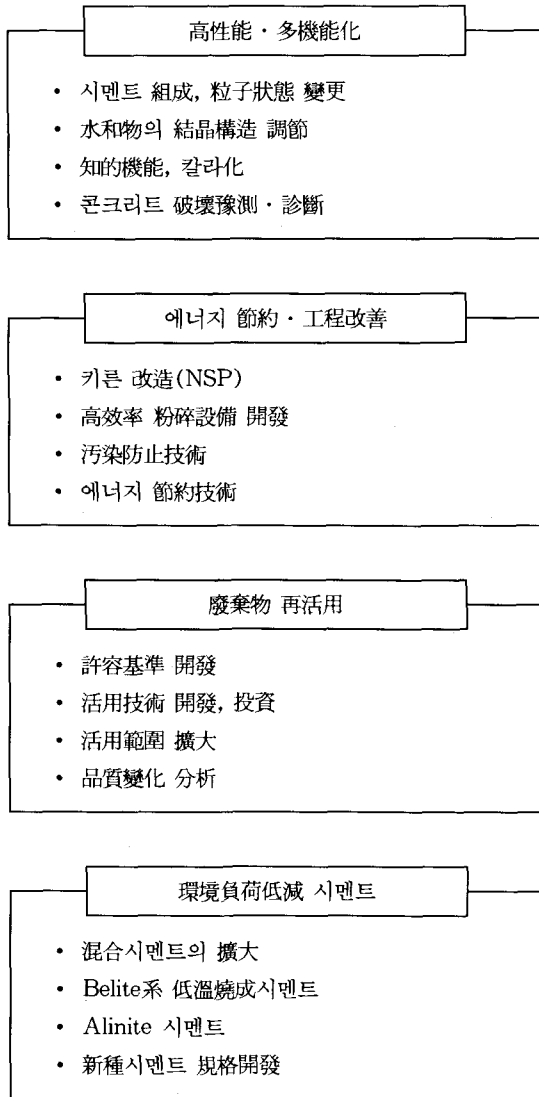 高性能 · 多機能化
• 시멘트 組成, 粒子狀態 變更
• 水和物의 結晶構造 調節
• 知的機能, 칼라化
• 콘크리트 破壞豫測 · 診斷
에너지 節約 · 工程改善
• 키른 改造(NSP)
• 高效率 粉碎設備 開發
• 汚染防止技術
• 에너지 節約技術
廢棄物 再活用
• 許容基準 開發
• 活用技術 開發, 投資
• 活用範圍 擴大
• 品質變化 分析
環境負荷低減 시멘트
• 混合시멘트의 擴大
• Belite系 低溫燒成시멘트
• Alinite 시멘트
• 新種시멘트 規格開發